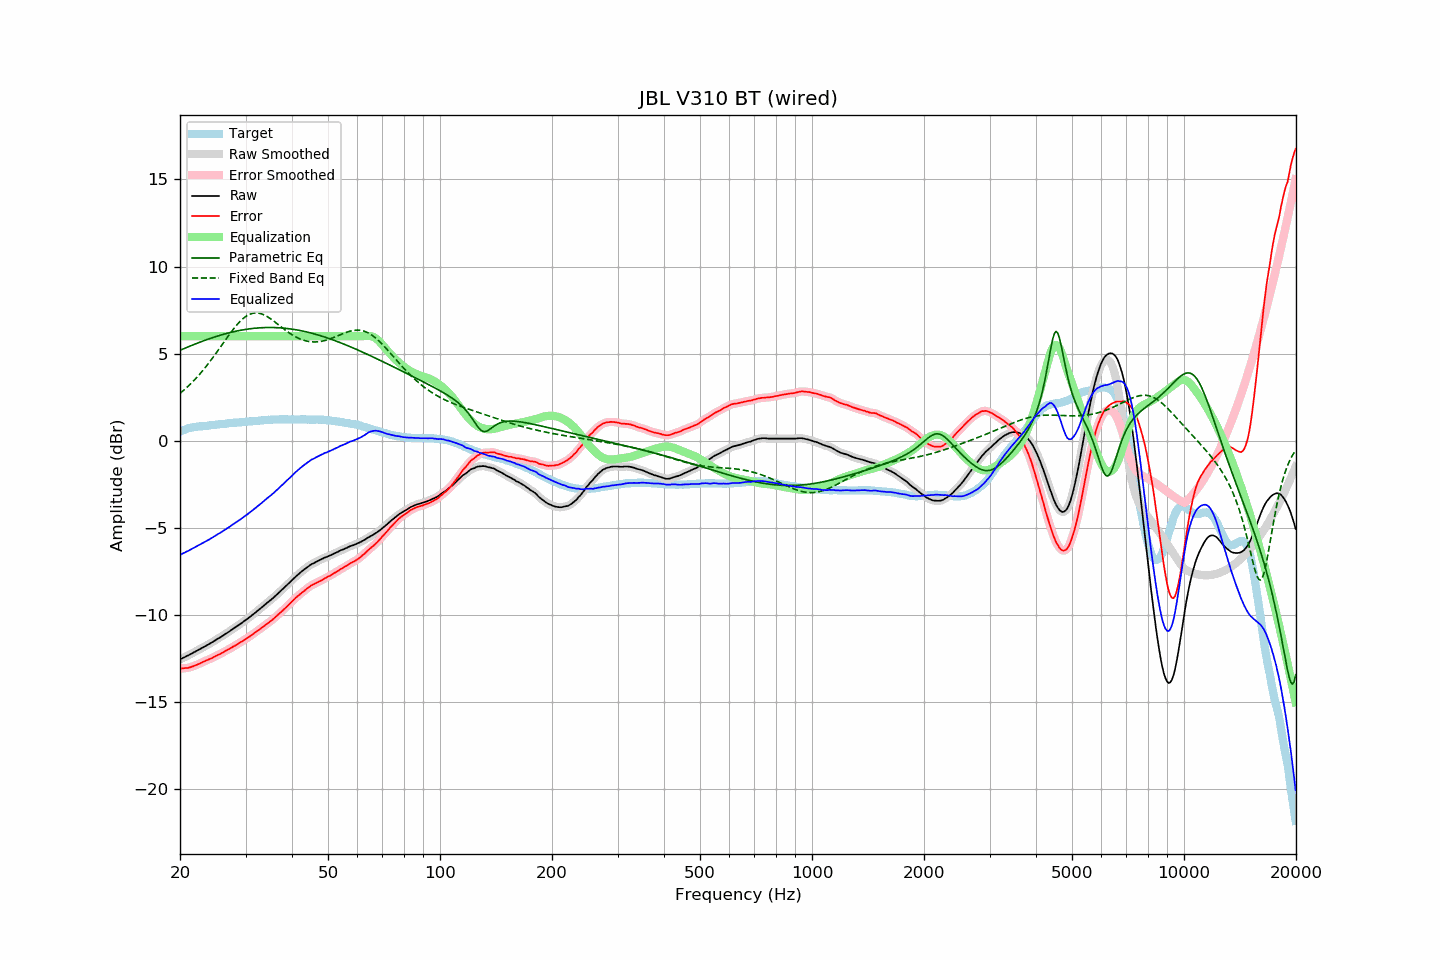 JBL V310 BT (wired)
Target
Raw Smoothed
Error Smoothed
Raw
Error
Equalization
Parametric Eq
Fixed Band Eq
Equalized
15
10
5
0
−5
−10
−15
−20
Amplitude (dBr)
20 50 100 200 500 1000 2000 5000 10000 20000
Frequency (Hz)